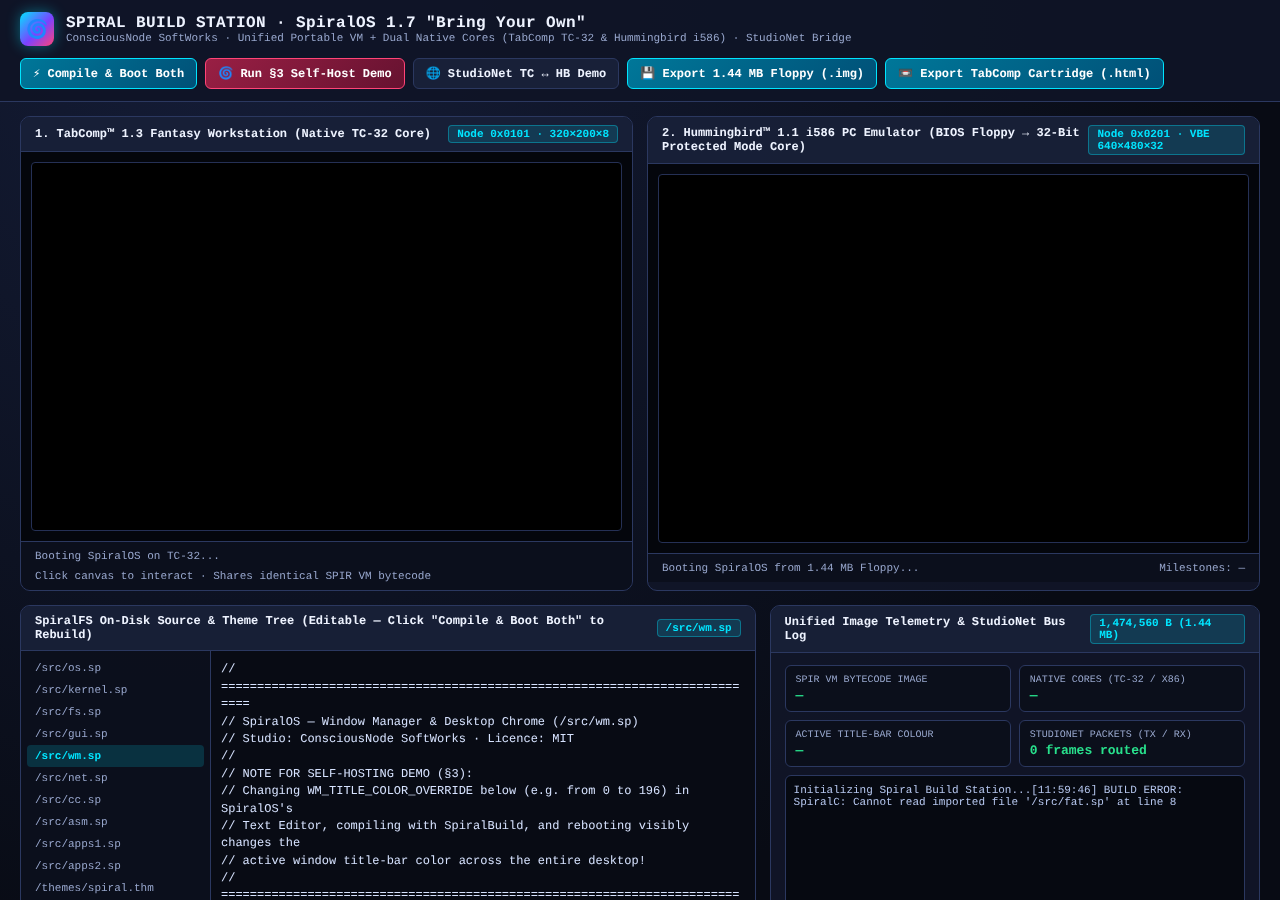 SPIRAL BUILD STATION · SpiralOS 1.7 "Bring Your Own"
ConsciousNode SoftWorks · Unified Portable VM + Dual Native Cores (TabComp TC-32 & Hummingbird i586) · StudioNet Bridge
⚡ Compile & Boot Both
🌀 Run §3 Self-Host Demo
🌐 StudioNet TC ↔ HB Demo
💾 Export 1.44 MB Floppy (.img)
📼 Export TabComp Cartridge (.html)
1. TabComp™ 1.3 Fantasy Workstation (Native TC-32 Core)
Node 0x0101 · 320×200×8
Booting SpiralOS on TC-32...
Click canvas to interact · Shares identical SPIR VM bytecode
2. Hummingbird™ 1.1 i586 PC Emulator (BIOS Floppy → 32-Bit
Protected Mode Core)
Node 0x0201 · VBE
640×480×32
Booting SpiralOS from 1.44 MB Floppy...
Milestones: —
SpiralFS On-Disk Source & Theme Tree (Editable — Click "Compile & Boot Both" to
Rebuild)
/src/wm.sp
/src/os.sp
/src/kernel.sp
/src/fs.sp
/src/gui.sp
/src/wm.sp
/src/net.sp
/src/cc.sp
/src/asm.sp
/src/apps1.sp
/src/apps2.sp
/themes/spiral.thm
//
========================================================================
====
// SpiralOS — Window Manager & Desktop Chrome (/src/wm.sp)
// Studio: ConsciousNode SoftWorks · Licence: MIT
//
// NOTE FOR SELF-HOSTING DEMO (§3):
// Changing WM_TITLE_COLOR_OVERRIDE below (e.g. from 0 to 196) in
SpiralOS's
// Text Editor, compiling with SpiralBuild, and rebooting visibly
changes the
// active window title-bar color across the entire desktop!
//
========================================================================
Unified Image Telemetry & StudioNet Bus
Log
1,474,560 B (1.44
MB)
SPIR VM BYTECODE IMAGE
—
NATIVE CORES (TC-32 / X86)
—
ACTIVE TITLE-BAR COLOUR
—
STUDIONET PACKETS (TX / RX)
0 frames routed
Initializing Spiral Build Station...[11:59:46] BUILD ERROR:
SpiralC: Cannot read imported file '/src/fat.sp' at line 8